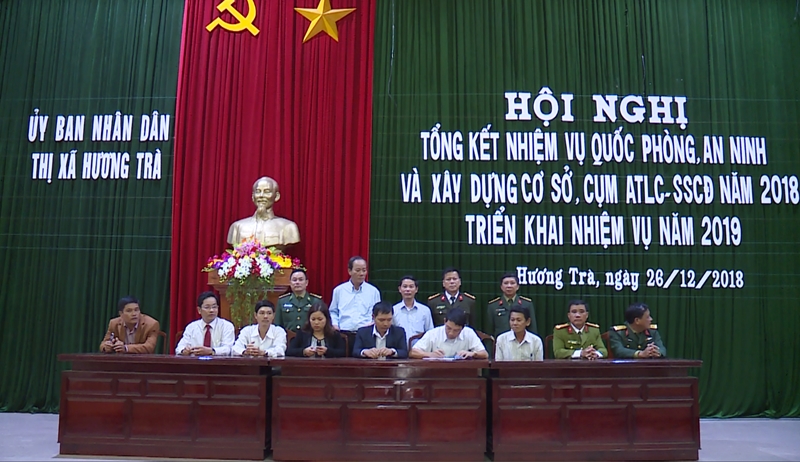 ỦY BAN NHÂN DÂN
THỊ XÃ HƯƠNG TRÀ
HỘI NGHỊ
TỔNG KẾT NHIỆM VỤ QUỐC PHÒNG, AN NINH
VÀ XÂY DỰNG CƠ SỞ, CỤM ATLC-SSCĐ NĂM 2018
TRIỂN KHAI NHIỆM VỤ NĂM 2019
Hương Trà, ngày 26/12/2018